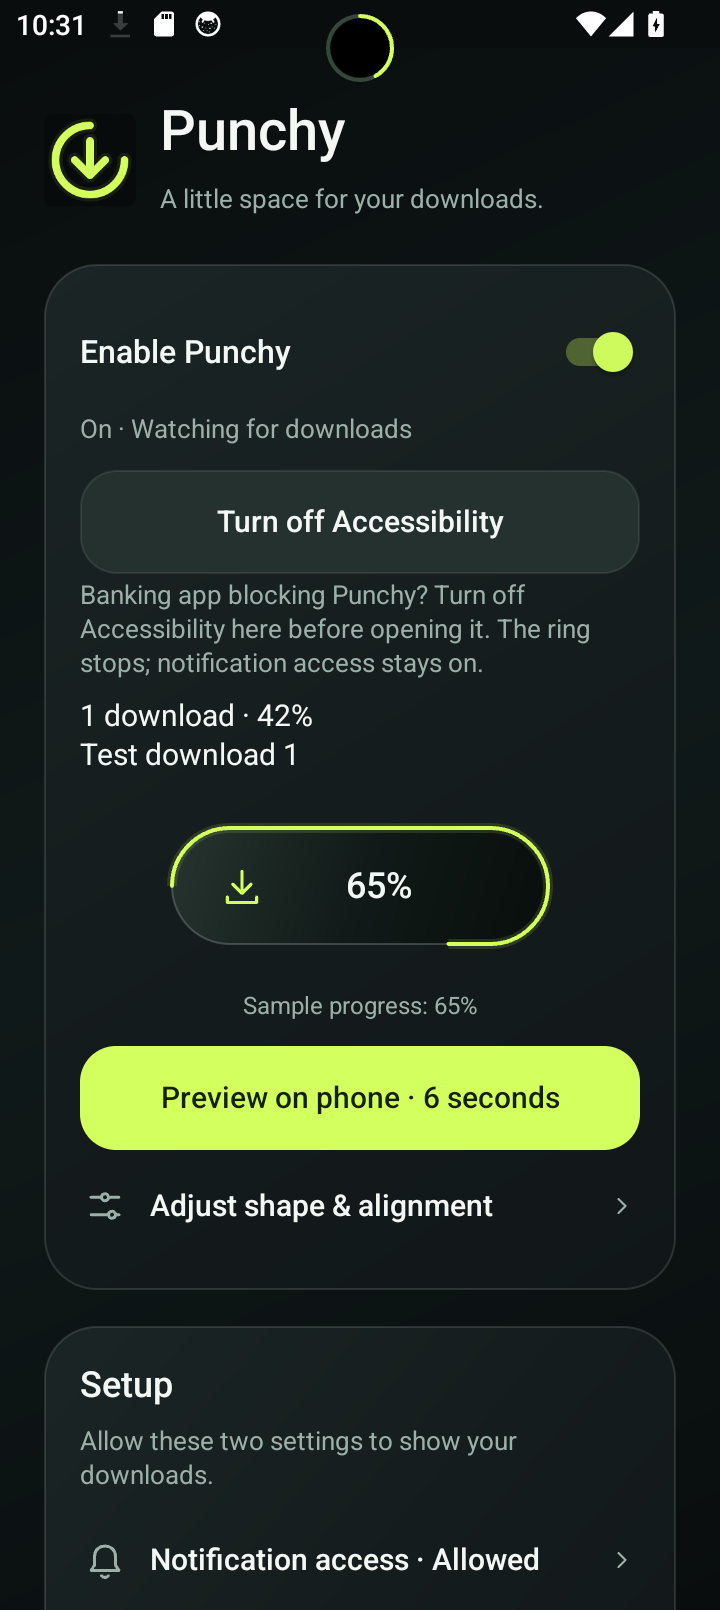 10:31
Punchy
A little space for your downloads.
Enable Punchy
On · Watching for downloads
Turn off Accessibility
Banking app blocking Punchy? Turn off
Accessibility here before opening it. The ring
stops; notification access stays on.
1 download · 42%
Test download 1
65%
Sample progress: 65%
Preview on phone · 6 seconds
Adjust shape & alignment
Setup
Allow these two settings to show your
downloads.
Notification access · Allowed